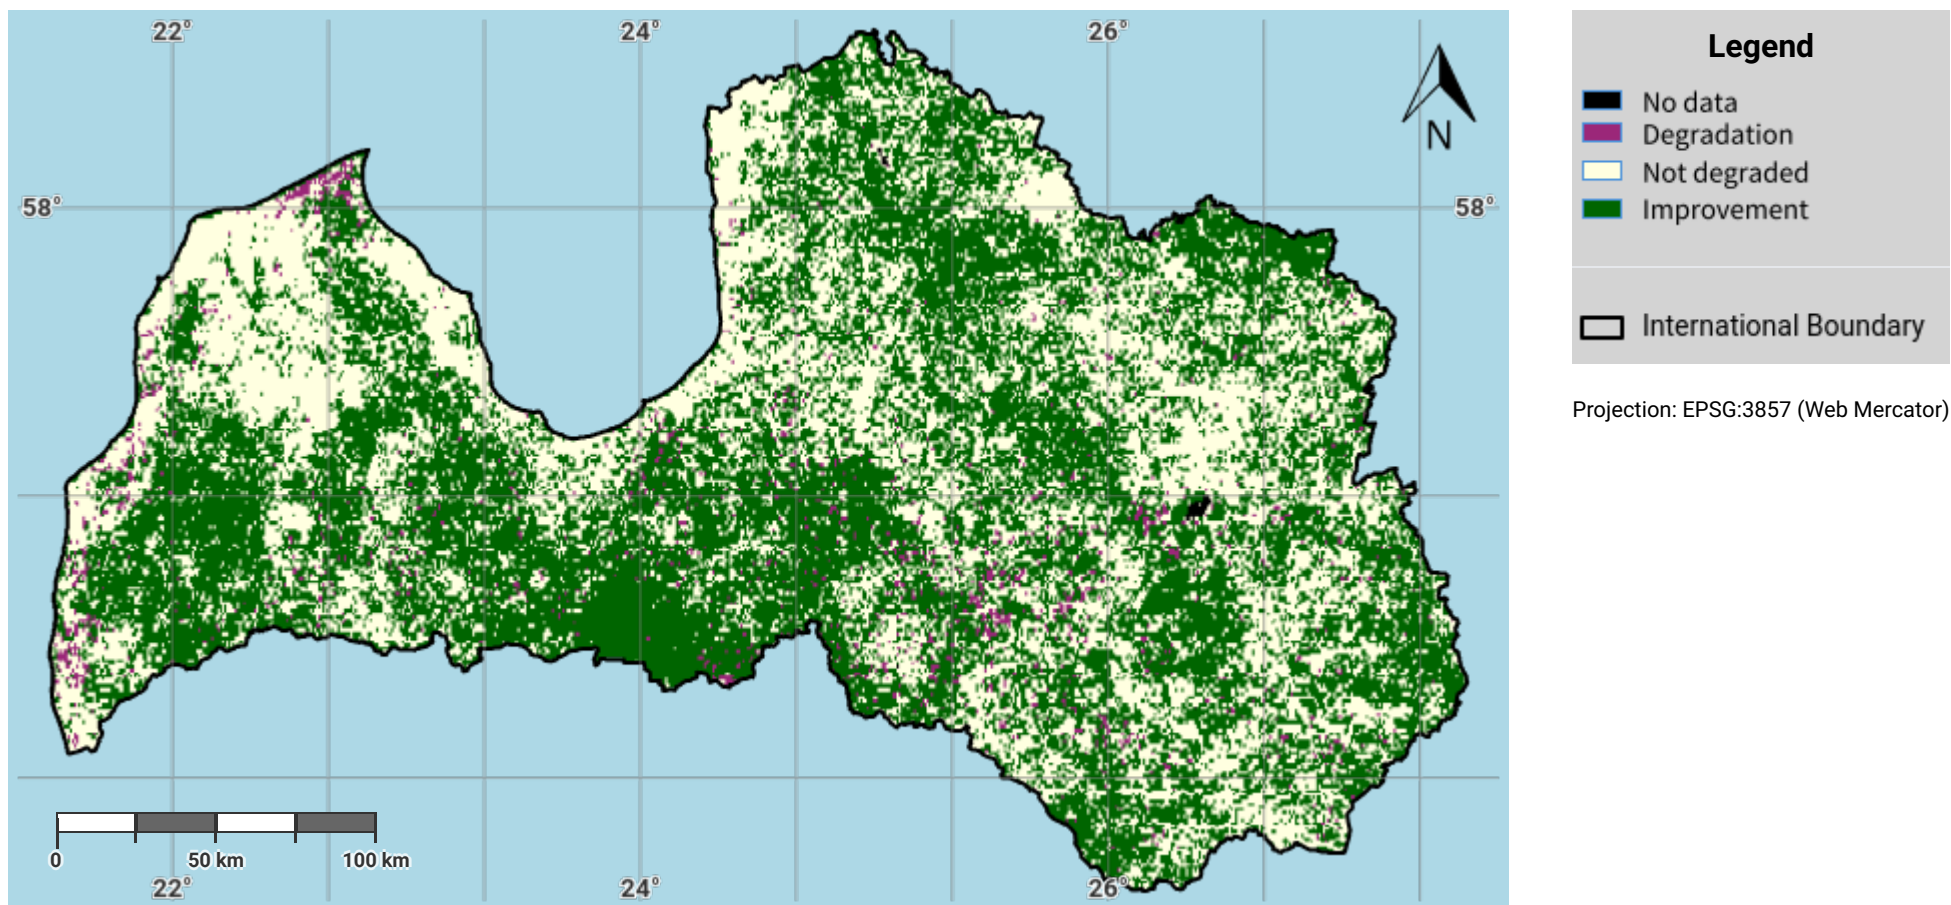 22° 24° 26°
N
58° 58°
0 50 km 100 km
22° 24° 26°
Legend
No data
Degradation
Not degraded
Improvement
International Boundary
Projection: EPSG:3857 (Web Mercator)